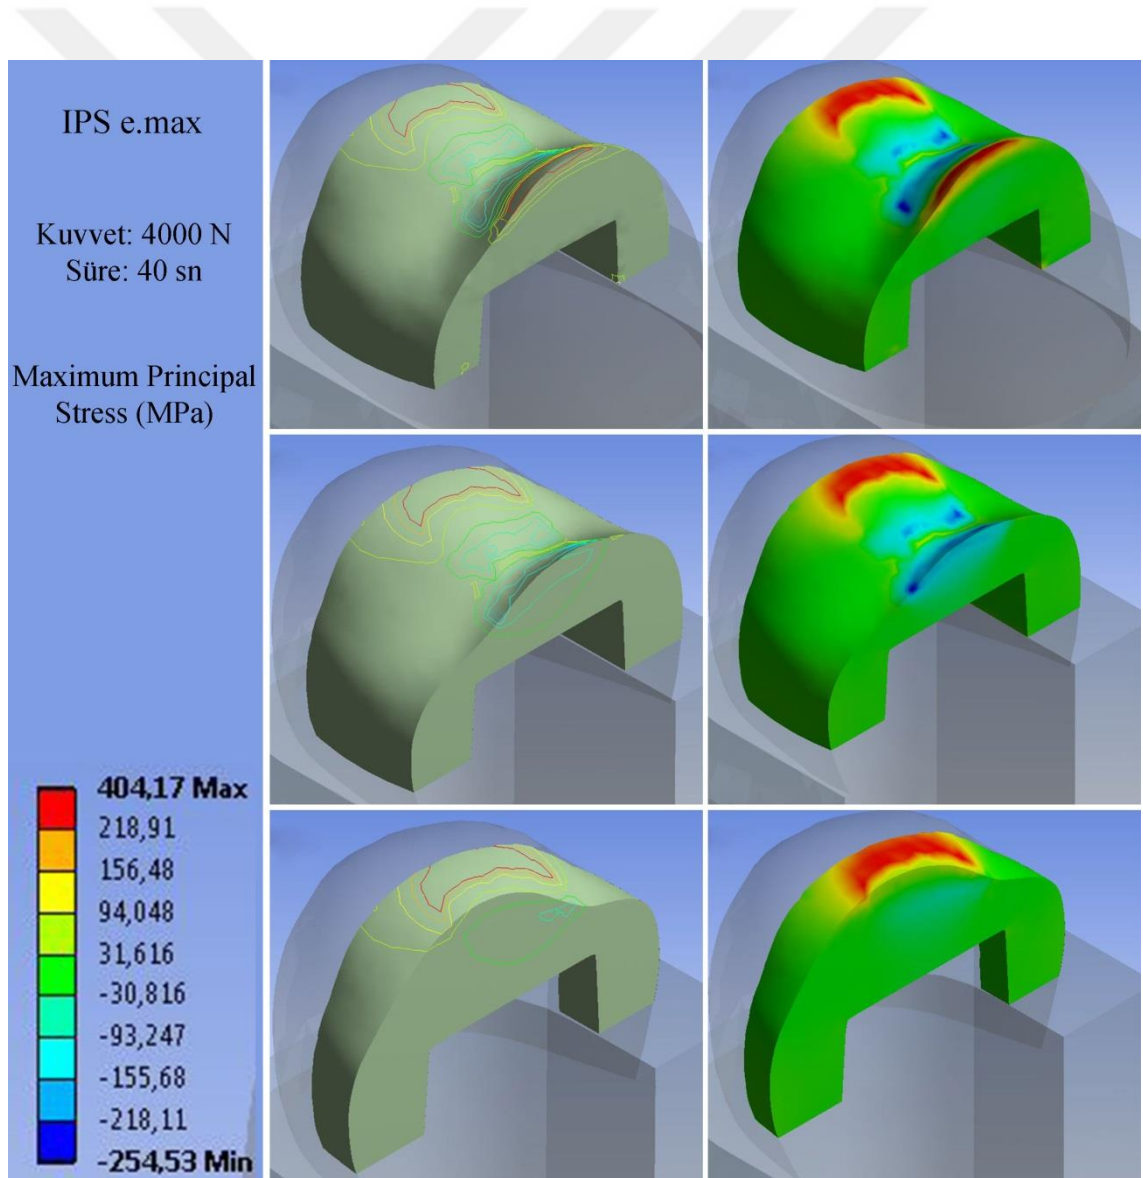 IPS e.max
Kuvvet: 4000 N
Süre: 40 sn
Maximum Principal
Stress (MPa)
404,17 Max
218,91
156,48
94,048
31,616
-30,816
-93,247
-155,68
-218,11
-254,53 Min